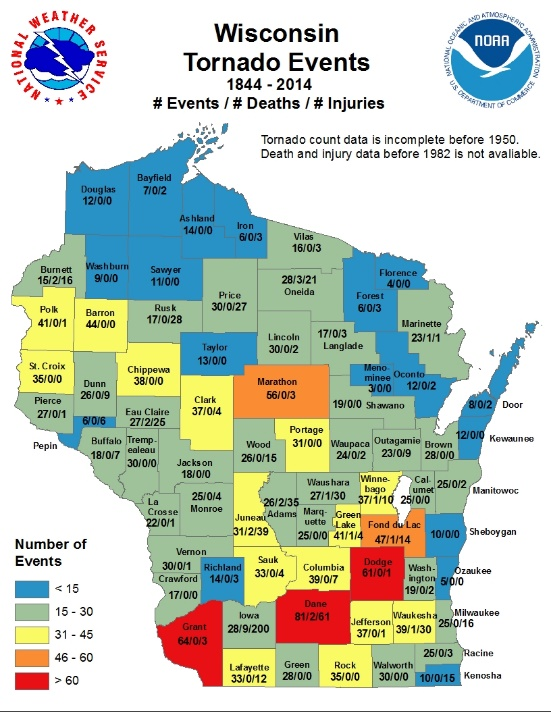 NATIONAL WEATHER SERVICE
Wisconsin
Tornado Events
1844 - 2014
# Events / # Deaths / # Injuries
NATIONAL OCEANIC AND ATMOSPHERIC ADMINISTRATION
NOAA
U.S. DEPARTMENT OF COMMERCE
Tornado count data is incomplete before 1950.
Death and injury data before 1982 is not avaliable.
Douglas
12/0/0
Bayfield
7/0/2
Ashland
14/0/0
Iron
6/0/3
Vilas
16/0/3
Burnett
15/2/16
Washburn
9/0/0
Sawyer
11/0/0
Price
30/0/27
28/3/21
Oneida
Florence
4/0/0
Forest
6/0/3
Marinette
23/1/1
Polk
41/0/1
Barron
44/0/0
Rusk
17/0/28
Taylor
13/0/0
Lincoln
30/0/2
17/0/3
Langlade
Oconto
12/0/2
St. Croix
35/0/0
Dunn
26/0/9
Chippewa
38/0/0
Clark
37/0/4
Marathon
56/0/3
Meno-
minee
3/0/0
19/0/0
Shawano
8/0/2
Door
Pierce
27/0/1
6/0/6
Pepin
Eau Claire
27/2/25
Buffalo
18/0/7
Tremp-
ealeau
30/0/0
Jackson
18/0/0
Wood
26/0/15
Portage
31/0/0
Waupaca
24/0/2
Outagamie
23/0/9
Brown
28/0/0
12/0/0
Kewaunee
La
Crosse
22/0/1
25/0/4
Monroe
Juneau
31/2/39
26/2/35
Adams
Waushara
27/1/30
Marq-
uette
25/0/0
Green
Lake
41/1/4
Winne-
bago
37/1/10
Cal-
umet
25/0/0
25/0/2
Manitowoc
Fond du Lac
47/1/14
10/0/0
Sheboygan
Vernon
30/0/1
Crawford
17/0/0
Richland
14/0/3
Sauk
33/0/4
Columbia
39/0/7
Dodge
61/0/1
Wash-
ington
19/0/2
Ozaukee
5/0/0
Grant
64/0/3
Iowa
28/9/200
Dane
81/2/61
Jefferson
37/0/1
Waukesha
39/1/30
Milwaukee
25/0/16
Lafayette
33/0/12
Green
28/0/0
Rock
35/0/0
Walworth
30/0/0
Racine
25/0/3
10/0/15
Kenosha
Number of
Events
< 15
15 - 30
31 - 45
46 - 60
> 60